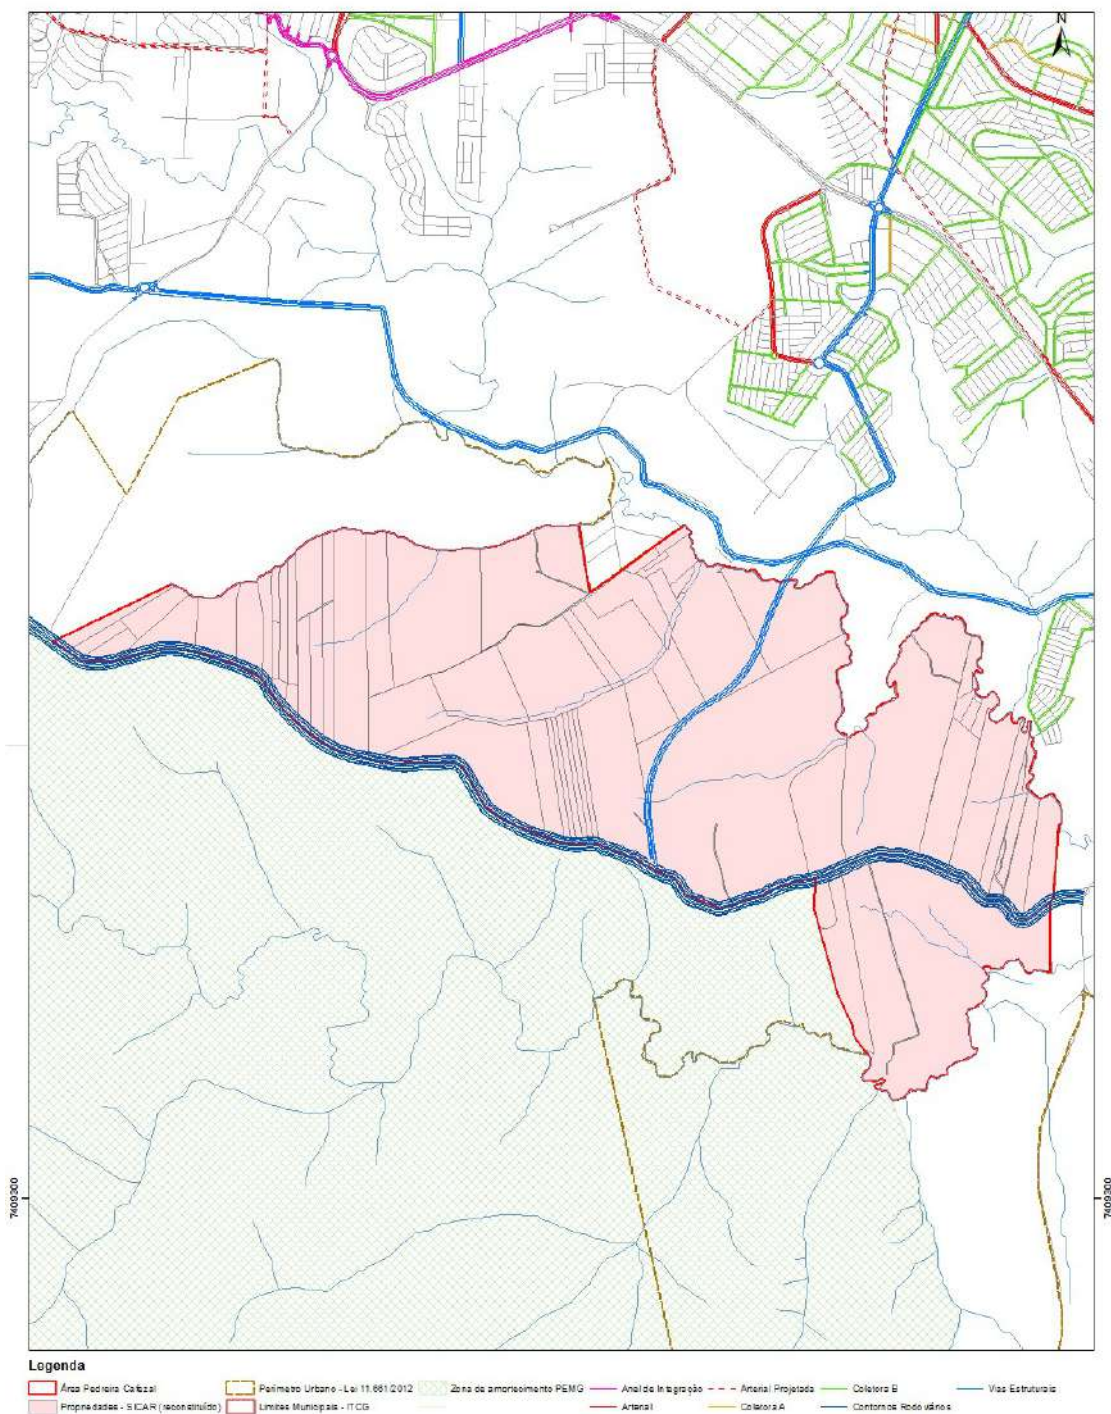 N
7409300
7409300
Legenda
Área Pedreira Cafezal
Perímetro Urbano - Lei 11.661/2012
Zona de amortecimento PEMG
Anel de Integração
Arterial Projetada
Coletora B
Vias Estruturais
Propriedades - SICAR (reconstituído)
Limites Municipais - ITCG
Arterial
Coletora A
Contornos Rodoviários